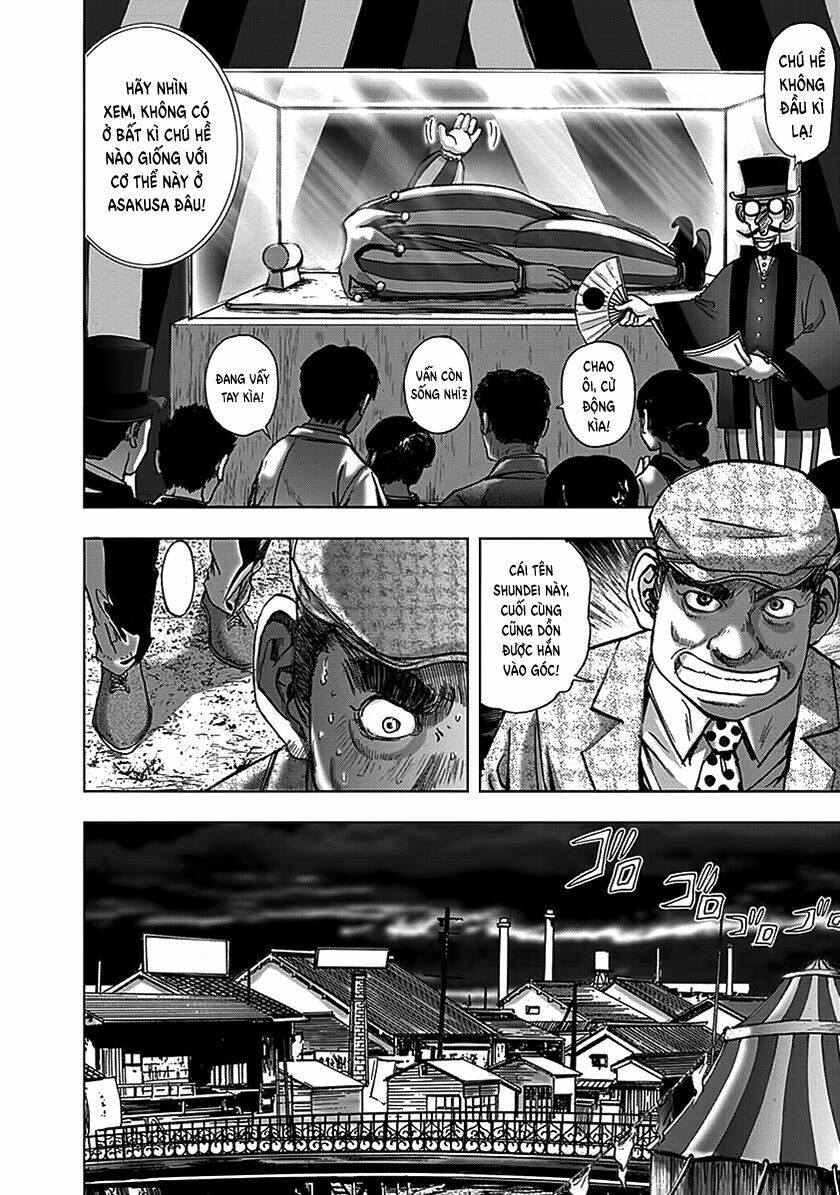 CHÚ HỀ
KHÔNG
ĐẦU KÌ
LẠ!
HÃY NHÌN
XEM, KHÔNG CÓ
Ở BẤT KÌ CHÚ HỀ
NÀO GIỐNG VỚI
CƠ THỂ NÀY Ở
ASAKUSA ĐÂU!
CHAO
ÔI, CỬ
ĐỘNG
KÌA!
VẪN CÒN
SỐNG NHỈ?
ĐANG VẪY
TAY KÌA!
CÁI TÊN
SHUNDEI NÀY,
CUỐI CÙNG
CŨNG DỒN
ĐƯỢC HẮN
VÀO GÓC!
ゴロ
ゴロ
ゴロ